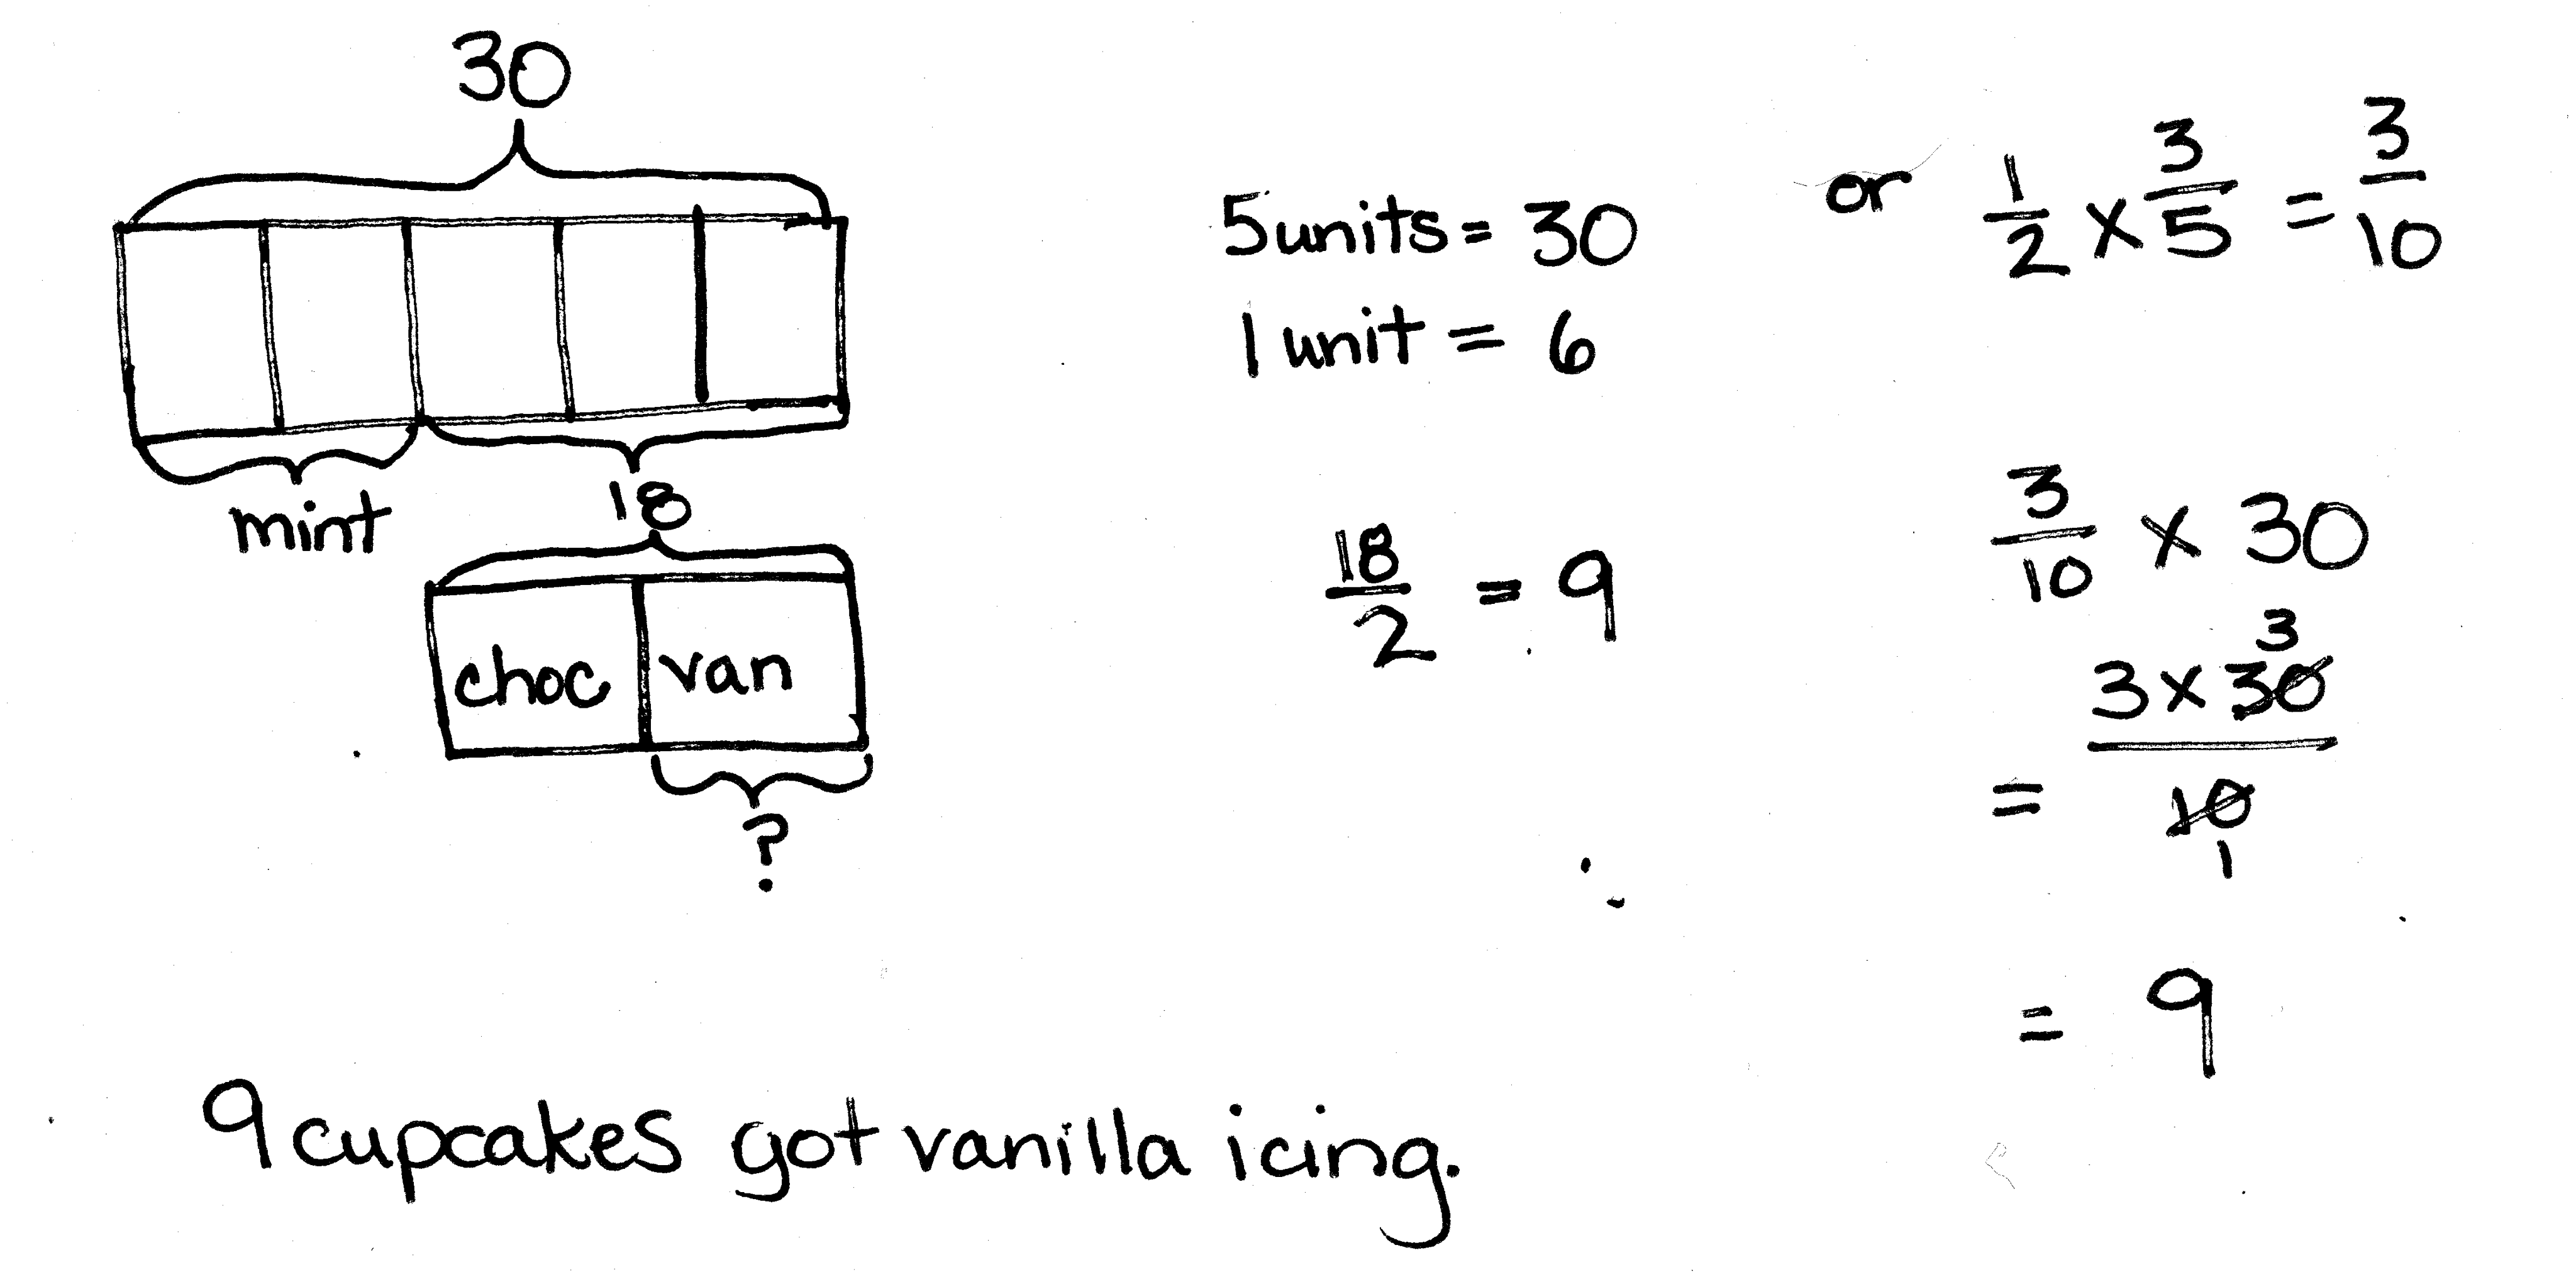 30
mint
18
choc van
?
5 units = 30
1 unit = 6
18/2 = 9
or 1/2 x 3/5 = 3/10
3/10 x 30
3
= 3 x 30/10
1
= 9
9 cupcakes got vanilla icing.